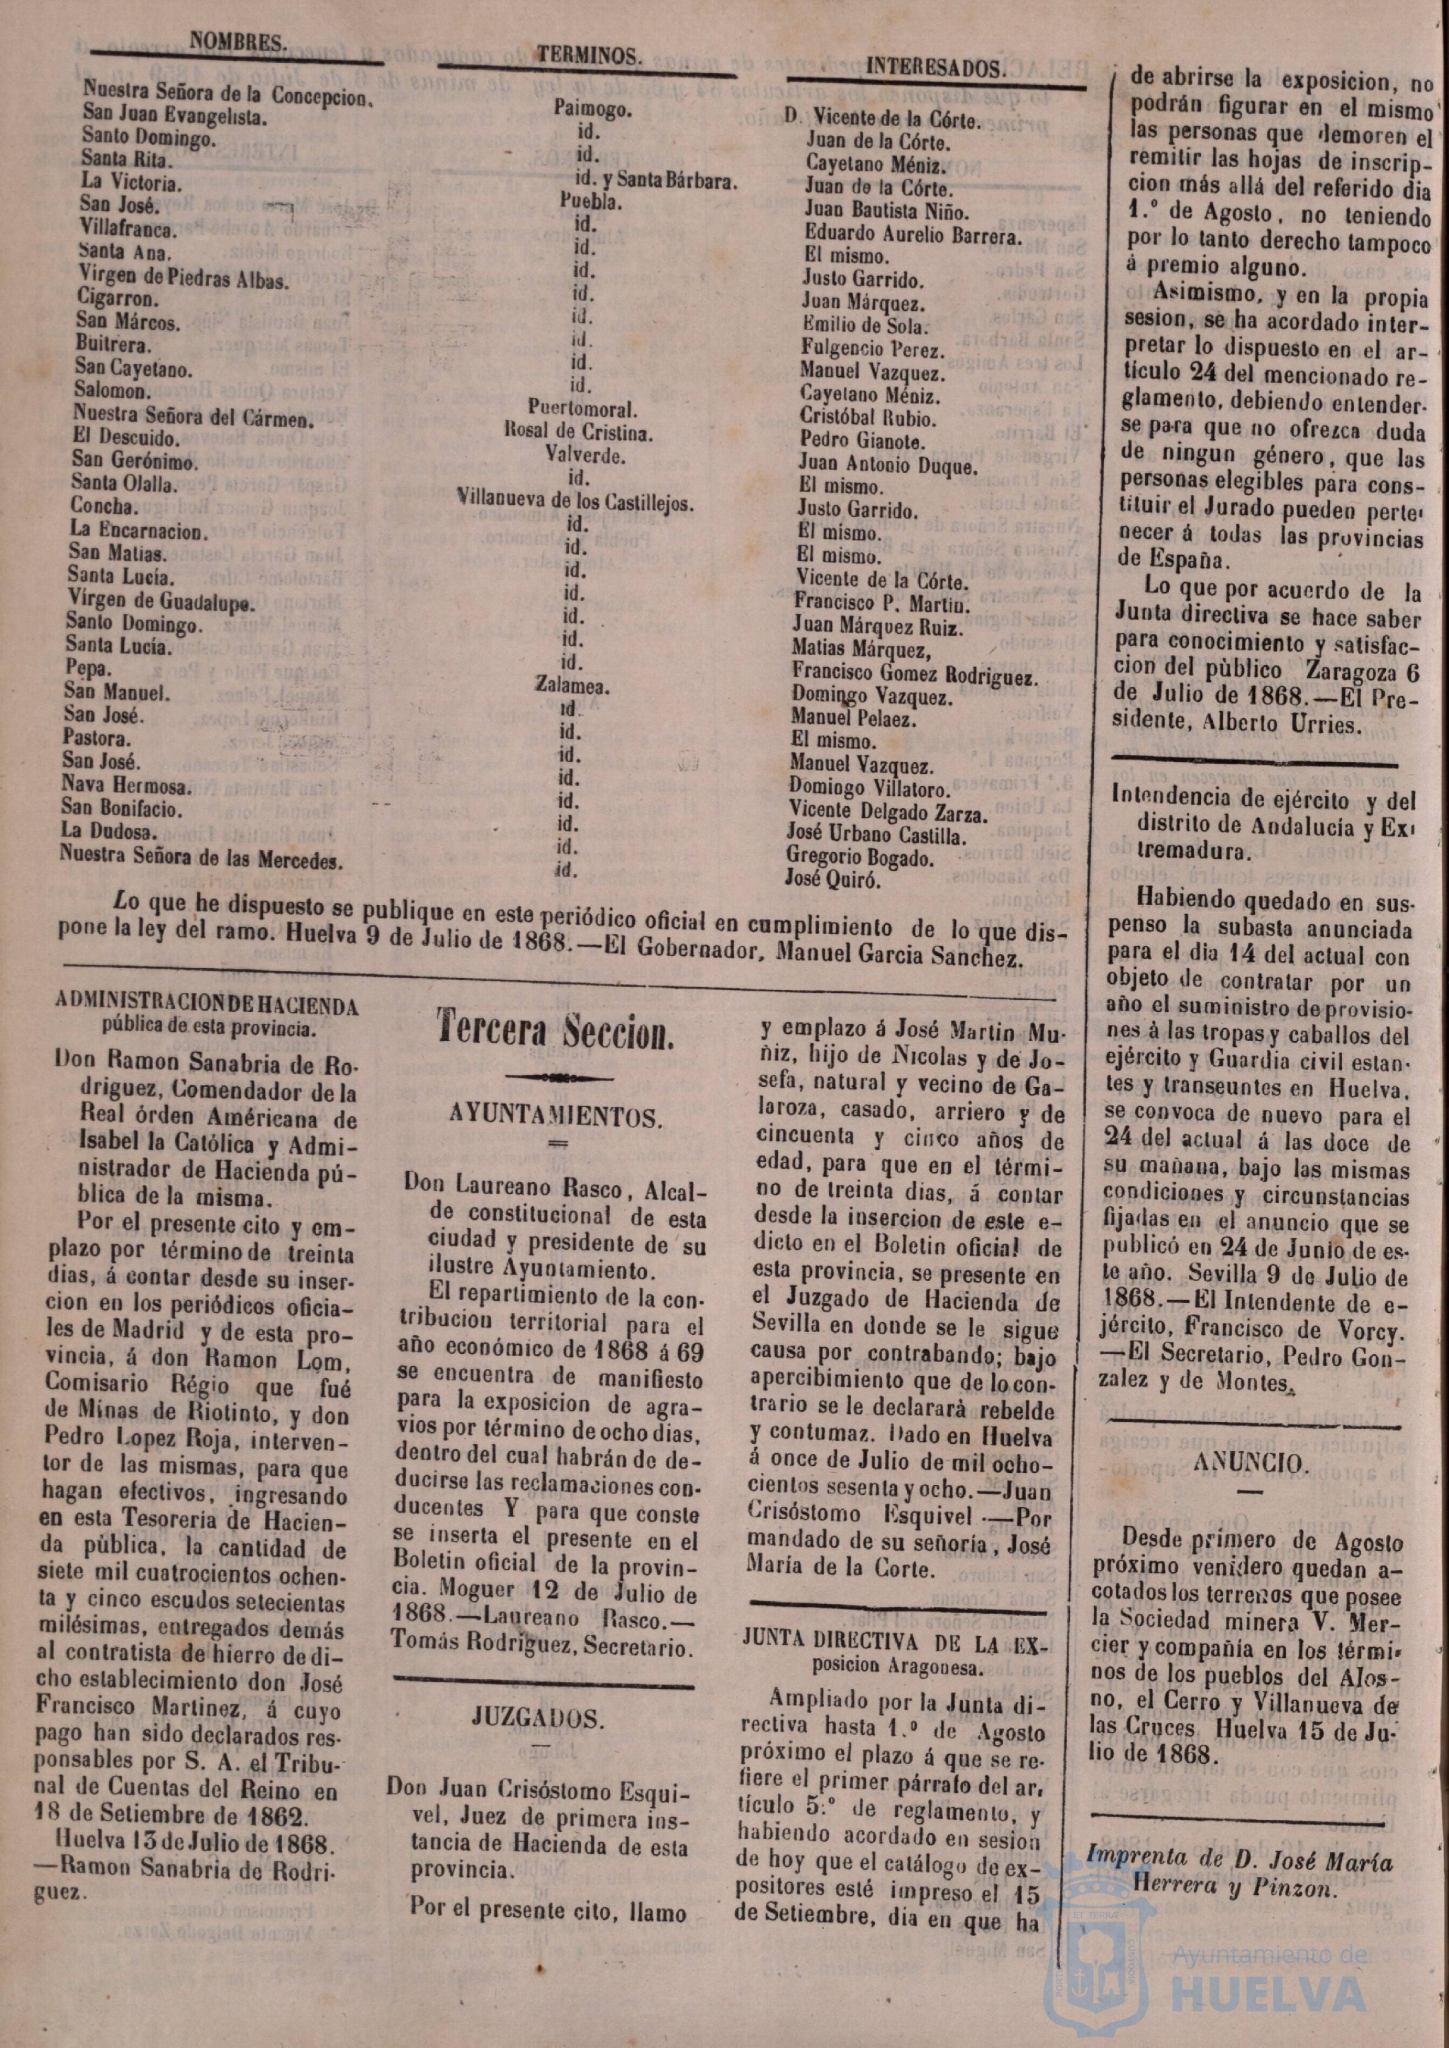 NOMBRES. TERMINOS. INTERESADOS.
Nuestra Señora de la Concepcion. Paimogo. D. Vicente de la Córte.
San Juan Evangelista. id. Juan de la Córte.
Santo Domingo. id. Cayetano Méniz.
Santa Rita. id. y Santa Bárbara. Juan de la Córte.
La Victoria. Puebla. Juan Bautista Niño.
San José. id. Eduardo Aurelio Barrera.
Villafranca. id. El mismo.
Santa Ana. id. Justo Garrido.
Virgen de Piedras Albas. id. Juan Márquez.
Cigarron. id. Emilio de Sola.
San Márcos. id. Fulgencio Perez.
Buitrera. id. Manuel Vazquez.
San Cayetano. id. Cayetano Méniz.
Salomon. Puertomoral. Cristóbal Rubio.
Nuestra Señora del Cármen. Rosal de Cristina. Pedro Gianote.
El Descuido. Valverde. Juan Antonio Duque.
San Gerónimo. id. El mismo.
Santa Olalla. Villanueva de los Castillejos. Justo Garrido.
Concha. id. El mismo.
La Encarnacion. id. El mismo.
San Matias. id. Vicente de la Córte.
Santa Lucía. id. Francisco P. Martin.
Vírgen de Guadalupe. id. Juan Márquez Ruiz.
Santo Domingo. id. Matias Márquez,
Santa Lucía. id. Francisco Gomez Rodriguez.
Pepa. Zalamea. Domingo Vazquez.
San Manuel. id. Manuel Pelaez.
San José. id. El mismo.
Pastora. id. Manuel Vazquez.
San José. id. Domingo Villatoro.
Nava Hermosa. id. Vicente Delgado Zarza.
San Bonifacio. id. José Urbano Castilla.
La Dudosa. id. Gregorio Bogado.
Nuestra Señora de las Mercedes. id. José Quiró.
Lo que he dispuesto se publique en este periódico oficial en cumplimiento de lo que dis-
pone la ley del ramo. Huelva 9 de Julio de 1868.—El Gobernador, Manuel Garcia Sanchez.
ADMINISTRACION DE HACIENDA
pública de esta provincia.
Don Ramon Sanabria de Ro-
driguez, Comendador de la
Real órden Américana de
Isabel la Católica y Admi-
nistrador de Hacienda pú-
blica de la misma.
Por el presente cito y em-
plazo por término de treinta
dias, á contar desde su inser-
cion en los periódicos oficia-
les de Madrid y de esta pro-
vincia, á don Ramon Lom,
Comisario Régio que fué
de Minas de Riotinto, y don
Pedro Lopez Roja, interven-
tor de las mismas, para que
hagan efectivos, ingresando
en esta Tesoreria de Hacien-
da pública, la cantidad de
siete mil cuatrocientos ochen-
ta y cinco escudos setecientas
milésimas, entregados demás
al contratista de hierro de di-
cho establecimiento don José
Francisco Martinez, á cuyo
pago han sido declarados res-
ponsables por S. A. el Tribu-
nal de Cuentas del Reino en
18 de Setiembre de 1862.
Huelva 13 de Julio de 1868.
—Ramon Sanabria de Rodri-
guez.
Tercera Seccion.
AYUNTAMIENTOS.
Don Laureano Rasco, Alcal-
de constitucional de esta
ciudad y presidente de su
ilustre Ayuntamiento.
El repartimiento de la con-
tribucion territorial para el
año económico de 1868 á 69
se encuentra de manifiesto
para la exposicion de agra-
vios por término de ocho dias,
dentro del cual habrán de de-
ducirse las reclamaciones con-
ducentes Y para que conste
se inserta el presente en el
Boletin oficial de la provin-
cia. Moguer 12 de Julio de
1868.—Laureano Rasco.—
Tomás Rodriguez, Secretario.
JUZGADOS.
Don Juan Crisóstomo Esqui-
vel, Juez de primera ins-
tancia de Hacienda de esta
provincia.
Por el presente cito, llamo
y emplazo á José Martin Mu-
ñiz, hijo de Nicolas y de Jo-
sefa, natural y vecino de Ga-
laroza, casado, arriero y de
cincuenta y cinco años de
edad, para que en el térmi-
no de treinta dias, á contar
desde la insercion de este e-
dicto en el Boletin oficial de
esta provincia, se presente en
el Juzgado de Hacienda de
Sevilla en donde se le sigue
causa por contrabando; bajo
apercibimiento que de lo con-
trario se le declarará rebelde
y contumaz. Dado en Huelva
á once de Julio de mil ocho-
cientos sesenta y ocho.—Juan
Crisóstomo Esquivel.—Por
mandado de su señoría, José
María de la Corte.
JUNTA DIRECTIVA DE LA EX-
posicion Aragonesa.
Ampliado por la Junta di-
rectiva hasta 1.º de Agosto
próximo el plazo á que se re-
fiere el primer párrafo del ar,
tículo 5.º de reglamento, y
habiendo acordado en sesion
de hoy que el catálogo de ex-
positores esté impreso el 15
de Setiembre, dia en que ha
de abrirse la exposicion, no
podrán figurar en el mismo
las personas que demoren el
remitir las hojas de inscrip-
cion más allá del referido dia
1.º de Agosto, no teniendo
por lo tanto derecho tampoco
á premio alguno.
Asimismo, y en la propia
sesion, se ha acordado inter-
pretar lo dispuesto en el ar-
tículo 24 del mencionado re-
glamento, debiendo entender-
se para que no ofrezca duda
de ningun género, que las
personas elegibles para cons-
tituir el Jurado pueden perte-
necer á todas las provincias
de España.
Lo que por acuerdo de la
Junta directiva se hace saber
para conocimiento y satisfac-
cion del pùblico Zaragoza 6
de Julio de 1868.—El Pre-
sidente, Alberto Urries.
Intendencia de ejército y del
distrito de Andalucía y Ex-
tremadura.
Habiendo quedado en sus-
penso la subasta anunciada
para el dia 14 del actual con
objeto de contratar por un
año el suministro de provisio-
nes á las tropas y caballos del
ejército y Guardia civil estan-
tes y transeuntes en Huelva,
se convoca de nuevo para el
24 del actual á las doce de
su mañana, bajo las mismas
condiciones y circunstancias
fijadas en el anuncio que se
publicó en 24 de Junio de es-
te año. Sevilla 9 de Julio de
1868.—El Intendente de e-
jército, Francisco de Vorcy.
—El Secretario, Pedro Gon-
zalez y de Montes.
ANUNCIO.
Desde primero de Agosto
próximo venidero quedan a-
cotados los terrenos que posee
la Sociedad minera V. Mer-
cier y compañía en los térmi-
nos de los pueblos del Alos-
no, el Cerro y Villanueva de
las Cruces Huelva 15 de Ju-
lio de 1868.
Imprenta de D. José María
Herrera y Pinzon.
Ayuntamiento de
HUELVA